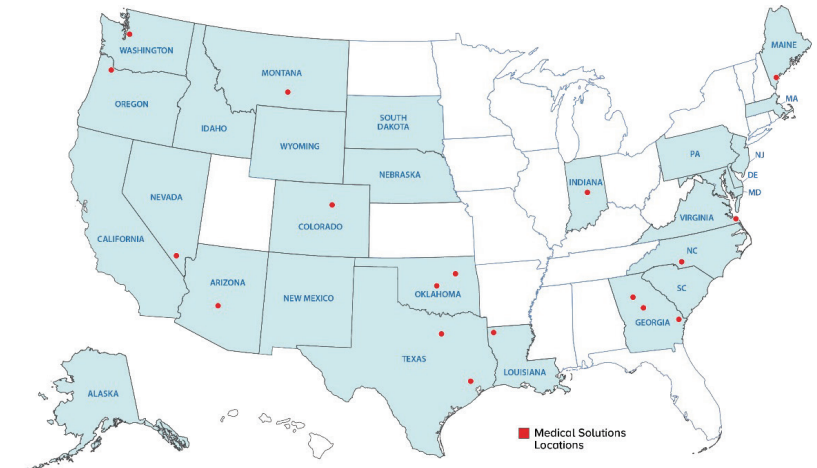 MAINE
WASHINGTON
MONTANA
MA
OREGON
SOUTH
DAKOTA
IDAHO
WYOMING
PA
NJ
NEBRASKA
DE
INDIANA
MD
NEVADA
VIRGINIA
COLORADO
CALIFORNIA
NC
ARIZONA
SC
OKLAHOMA
NEW MEXICO
GEORGIA
TEXAS
LOUISIANA
ALASKA
Medical Solutions
Locations